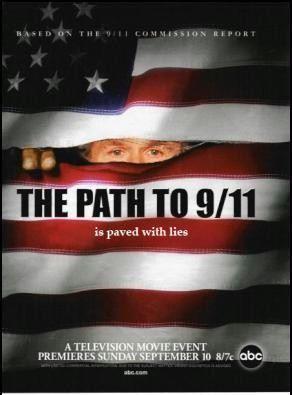 BASED ON THE 9/11 COMMISSION REPORT
THE PATH TO 9/11
is paved with lies
A TELEVISION MOVIE EVENT
PREMIERES SUNDAY SEPTEMBER 10 8/7c abc
abc.com